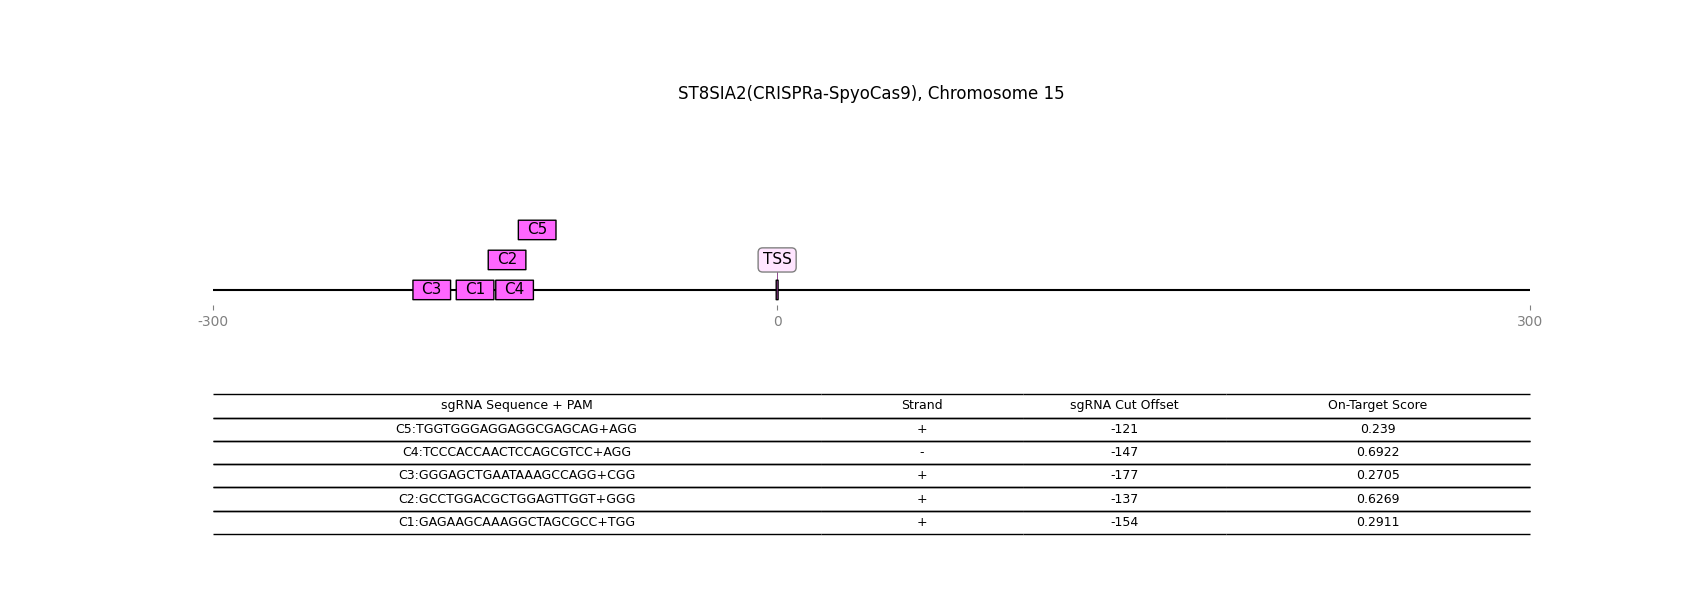 ST8SIA2(CRISPRa-SpyoCas9), Chromosome 15
C5
C2 TSS
C3 C1 C4
-300 0 300
sgRNA Sequence + PAM Strand sgRNA Cut Offset On-Target Score
C5:TGGTGGGAGGAGGCGAGCAG+AGG + -121 0.239
C4:TCCCACCAACTCCAGCGTCC+AGG - -147 0.6922
C3:GGGAGCTGAATAAAGCCAGG+CGG + -177 0.2705
C2:GCCTGGACGCTGGAGTTGGT+GGG + -137 0.6269
C1:GAGAAGCAAAGGCTAGCGCC+TGG + -154 0.2911